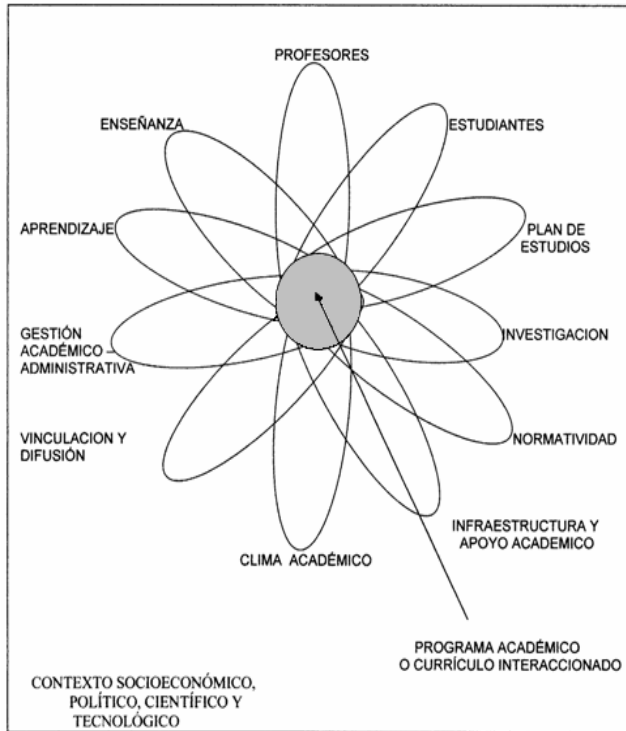 PROFESORES
ENSEÑANZA
ESTUDIANTES
APRENDIZAJE
PLAN DE
ESTUDIOS
GESTIÓN
ACADÉMICO –
ADMINISTRATIVA
INVESTIGACION
VINCULACION Y
DIFUSIÓN
NORMATIVIDAD
INFRAESTRUCTURA Y
APOYO ACADEMICO
CLIMA ACADÉMICO
PROGRAMA ACADÉMICO
O CURRÍCULO INTERACCIONADO
CONTEXTO SOCIOECONÓMICO,
POLÍTICO, CIENTÍFICO Y
TECNOLÓGICO